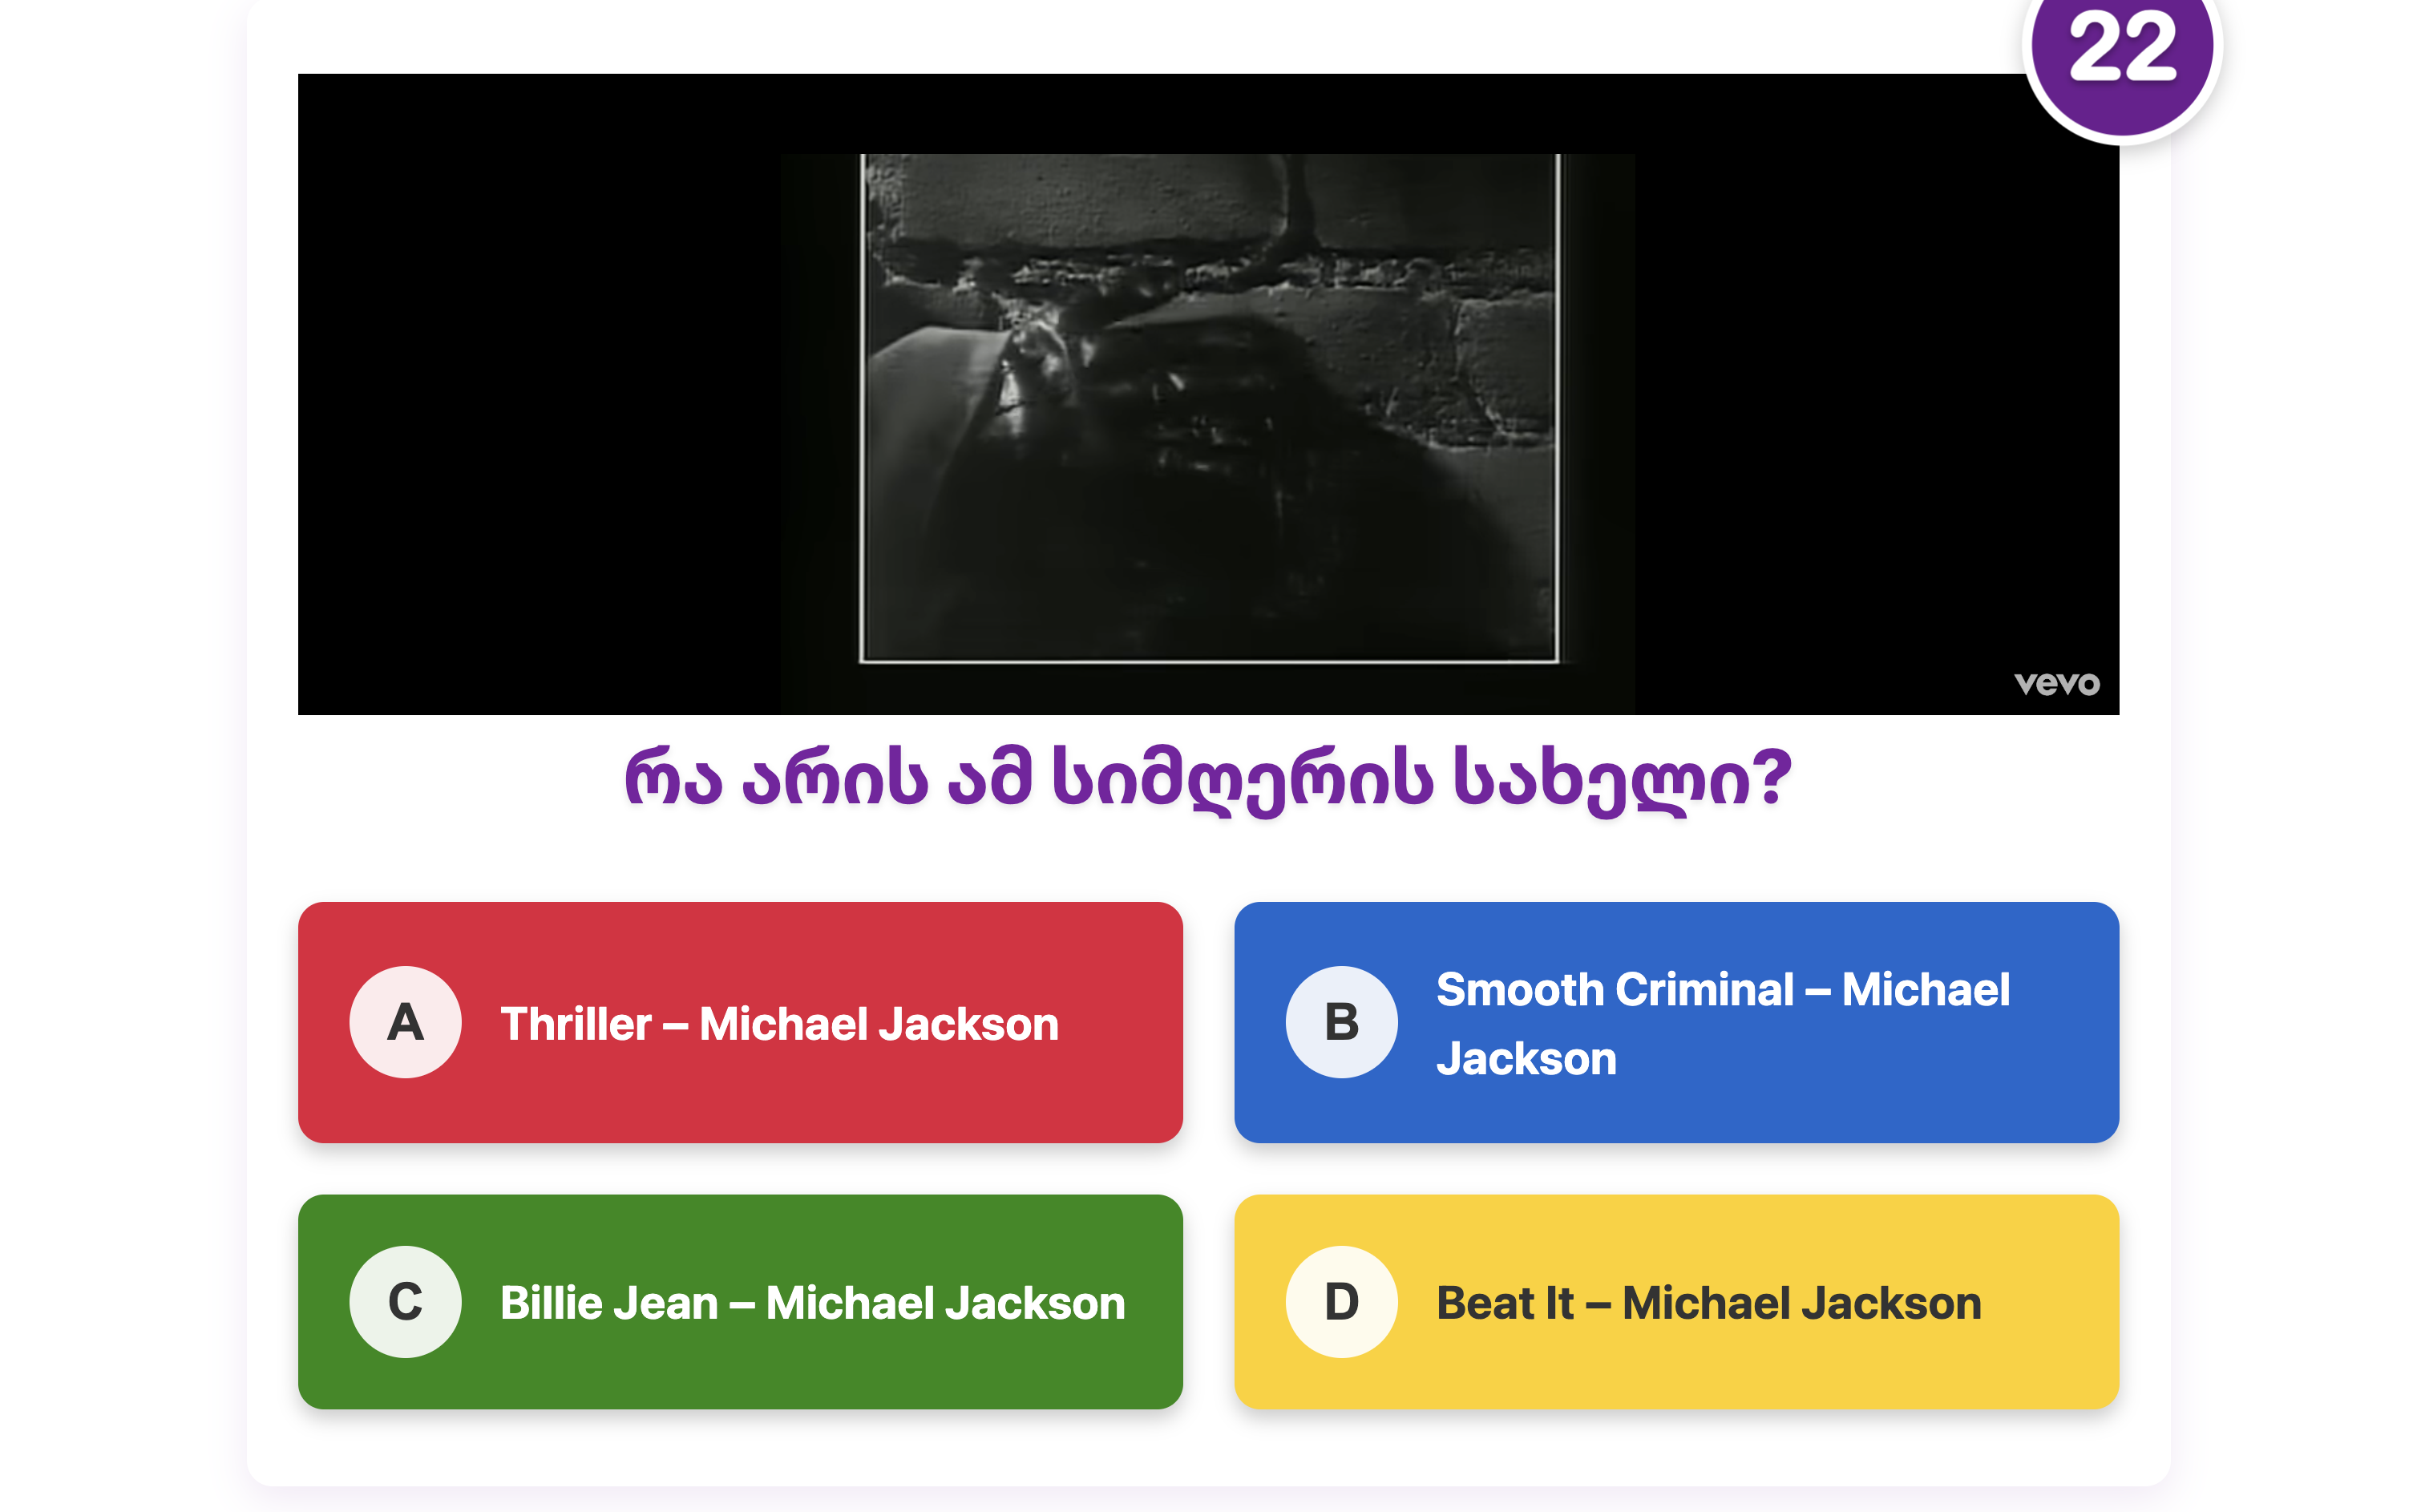 22
vevo
რა არის ამ სიმღერის სახელი?
A
Thriller – Michael Jackson
B
Smooth Criminal – Michael
Jackson
C
Billie Jean – Michael Jackson
D
Beat It – Michael Jackson